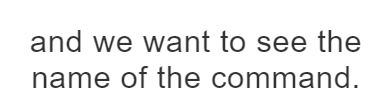 and we want to see the
name of the command.